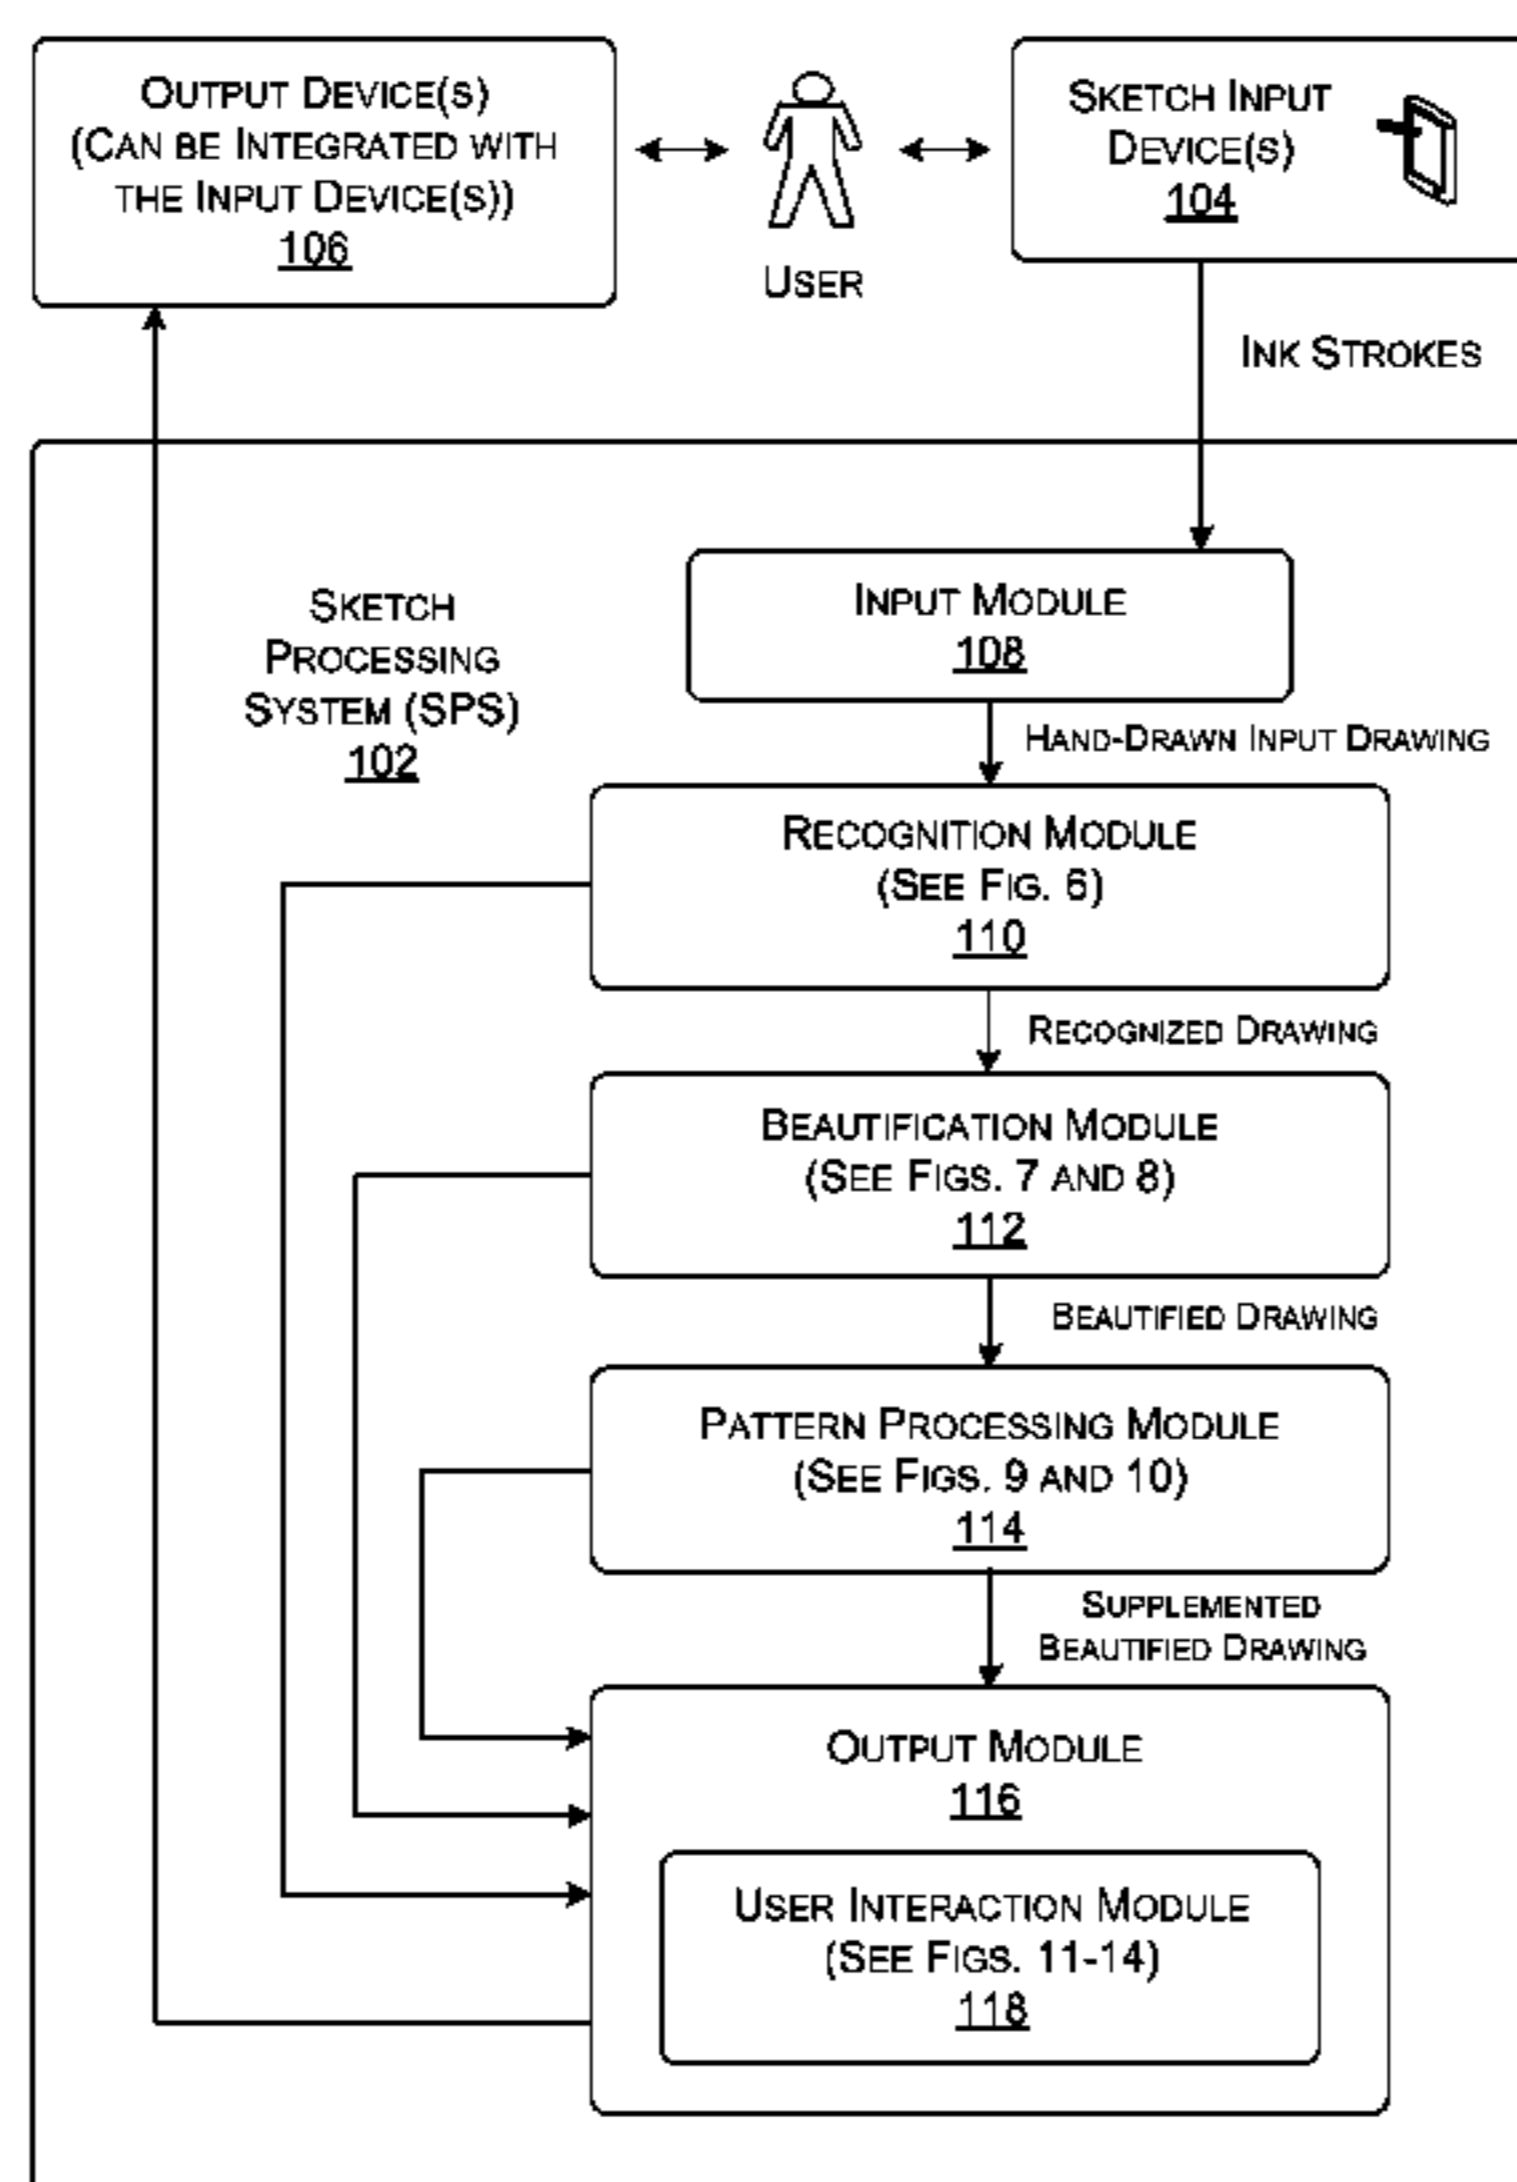 OUTPUT DEVICE(S)
(CAN BE INTEGRATED WITH
THE INPUT DEVICE(S))
106
USER
SKETCH INPUT
DEVICE(S)
104
INK STROKES
SKETCH
PROCESSING
SYSTEM (SPS)
102
INPUT MODULE
108
HAND-DRAWN INPUT DRAWING
RECOGNITION MODULE
(SEE FIG. 6)
110
RECOGNIZED DRAWING
BEAUTIFICATION MODULE
(SEE FIGS. 7 AND 8)
112
BEAUTIFIED DRAWING
PATTERN PROCESSING MODULE
(SEE FIGS. 9 AND 10)
114
SUPPLEMENTED
BEAUTIFIED DRAWING
OUTPUT MODULE
116
USER INTERACTION MODULE
(SEE FIGS. 11-14)
118